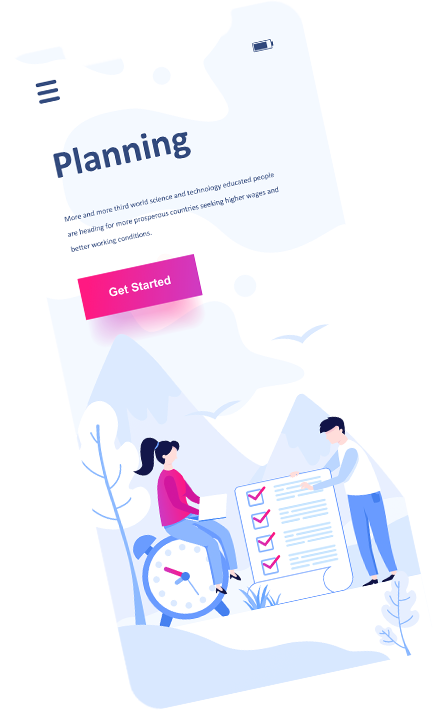 Planning
More and more third world science and technology educated people
are heading for more prosperous countries seeking higher wages and
better working conditions.
Get Started